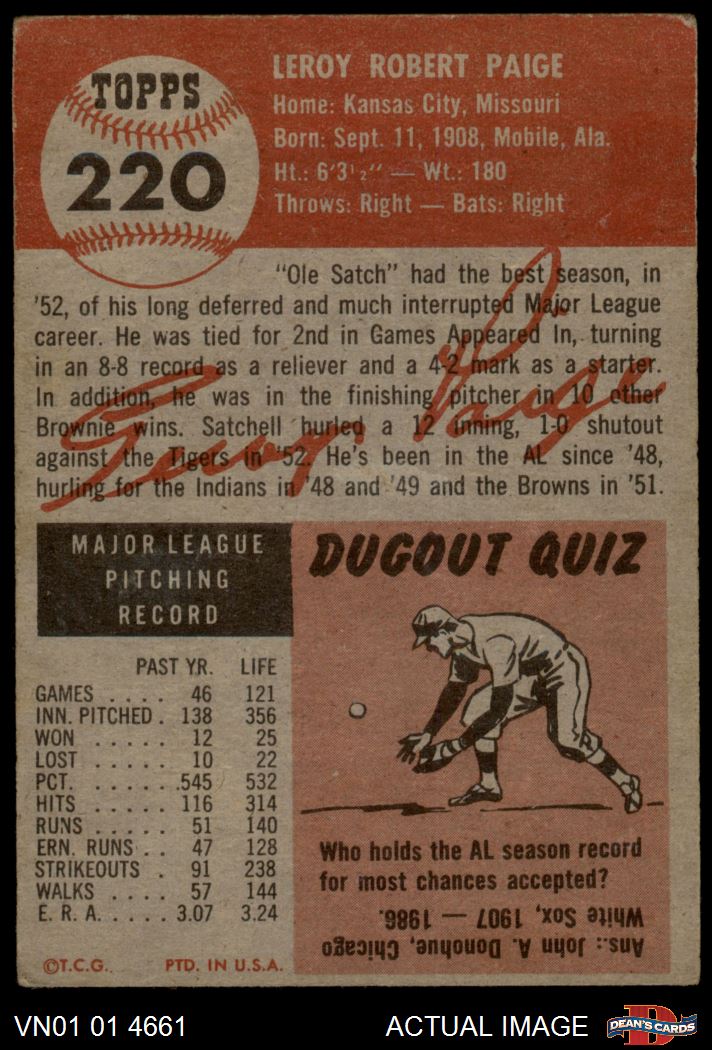 TOPPS
220
LEROY ROBERT PAIGE
Home: Kansas City, Missouri
Born: Sept. 11, 1908, Mobile, Ala.
Ht.: 6'3½" — Wt.: 180
Throws: Right — Bats: Right
"Ole Satch" had the best season, in
'52, of his long deferred and much interrupted Major League
career. He was tied for 2nd in Games Appeared In, turning
in an 8-8 record as a reliever and a 4-2 mark as a starter.
In addition, he was in the finishing pitcher in 10 other
Brownie wins. Satchell hurled a 12 inning, 1-0 shutout
against the Tigers in '52. He's been in the AL since '48,
hurling for the Indians in '48 and '49 and the Browns in '51.
Leroy Paige
MAJOR LEAGUE
PITCHING
RECORD
PAST YR. LIFE
GAMES . . . . 46 121
INN. PITCHED . 138 356
WON . . . . . 12 25
LOST . . . . . 10 22
PCT. . . . . . .545 532
HITS . . . . . 116 314
RUNS . . . . . 51 140
ERN. RUNS . . 47 128
STRIKEOUTS . 91 238
WALKS . . . . 57 144
E. R. A. . . . . 3.07 3.24
©T.C.G. PTD. IN U.S.A.
DUGOUT QUIZ
Who holds the AL season record
for most chances accepted?
Ans.: John A. Donohue, Chicago
White Sox, 1907 — 1986.
VN01 01 4661
ACTUAL IMAGE
DEAN'S CARDS